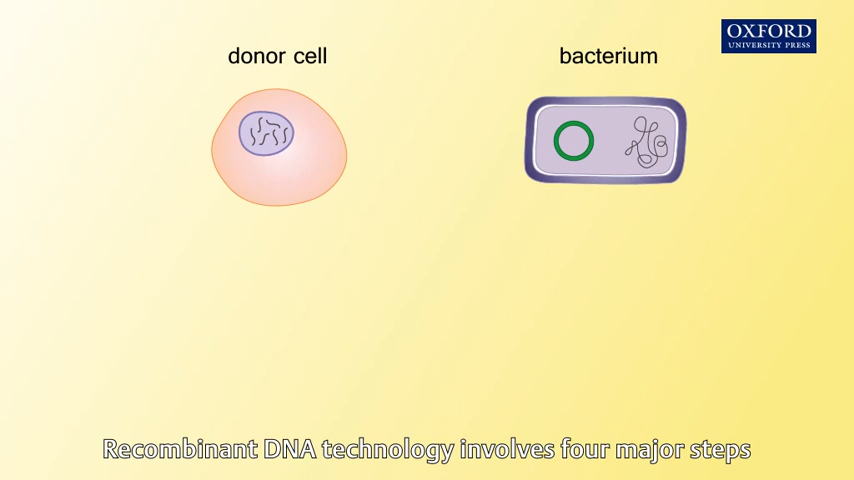 OXFORD
UNIVERSITY PRESS
donor cell
bacterium
Recombinant DNA technology involves four major steps